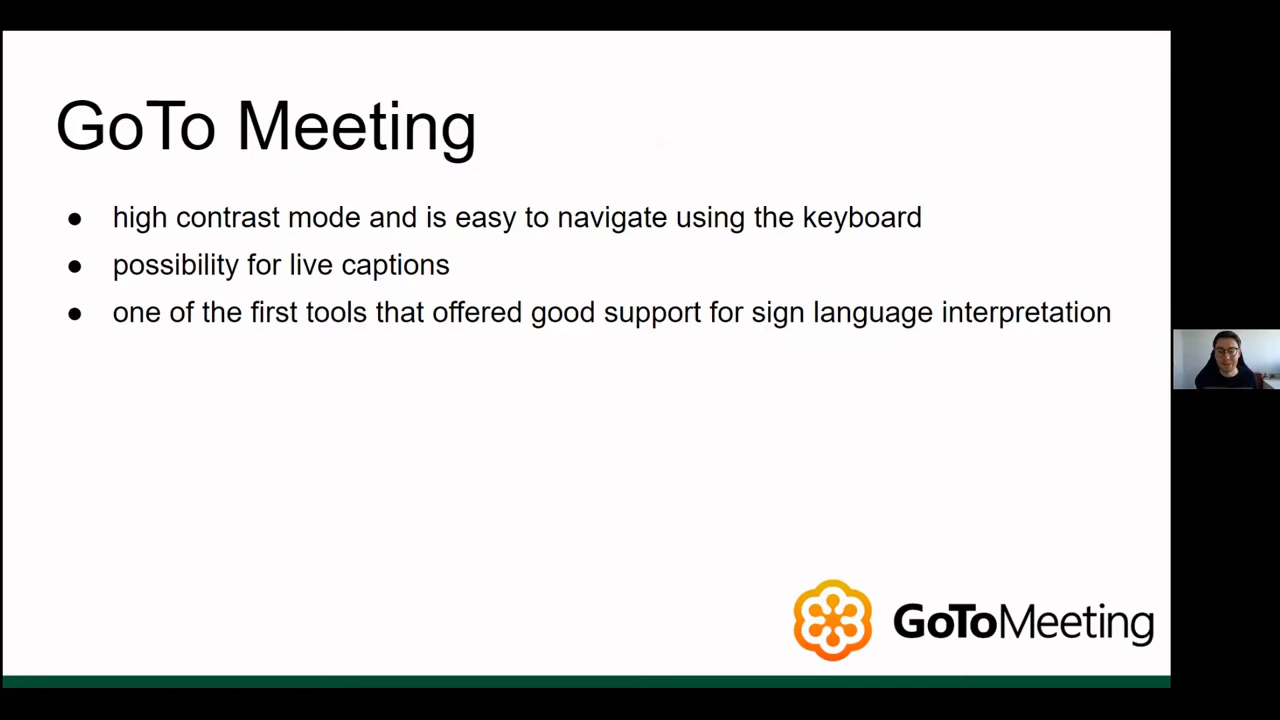 GoTo Meeting
● high contrast mode and is easy to navigate using the keyboard
● possibility for live captions
● one of the first tools that offered good support for sign language interpretation
GoToMeeting